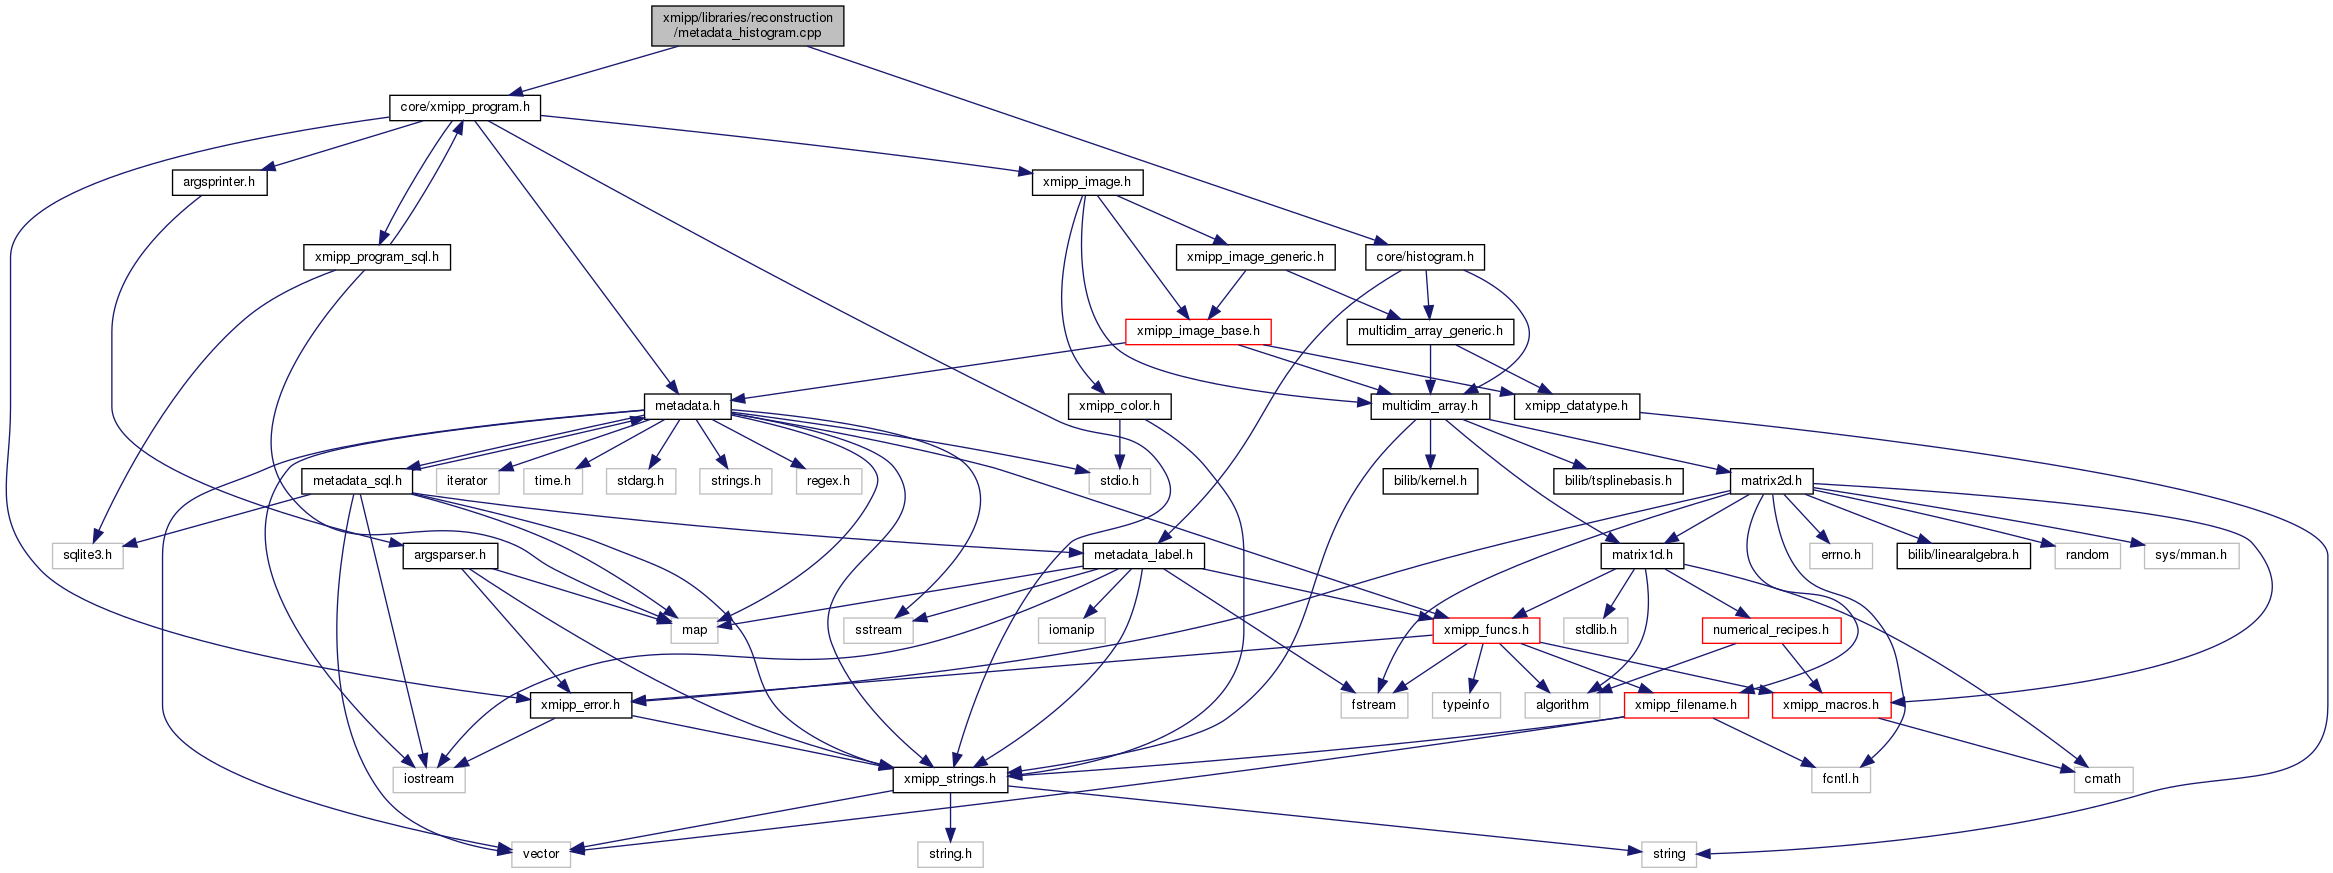 xmipp/libraries/reconstruction
/metadata_histogram.cpp
core/xmipp_program.h
argsprinter.h
xmipp_image.h
xmipp_program_sql.h
xmipp_image_generic.h
core/histogram.h
xmipp_image_base.h
multidim_array_generic.h
metadata.h
xmipp_color.h
multidim_array.h
xmipp_datatype.h
metadata_sql.h
iterator
time.h
stdarg.h
strings.h
regex.h
stdio.h
bilib/kernel.h
bilib/tsplinebasis.h
matrix2d.h
sqlite3.h
argsparser.h
metadata_label.h
matrix1d.h
errno.h
bilib/linearalgebra.h
random
sys/mman.h
map
sstream
iomanip
xmipp_funcs.h
stdlib.h
numerical_recipes.h
xmipp_error.h
fstream
typeinfo
algorithm
xmipp_filename.h
xmipp_macros.h
iostream
xmipp_strings.h
fcntl.h
cmath
vector
string.h
string